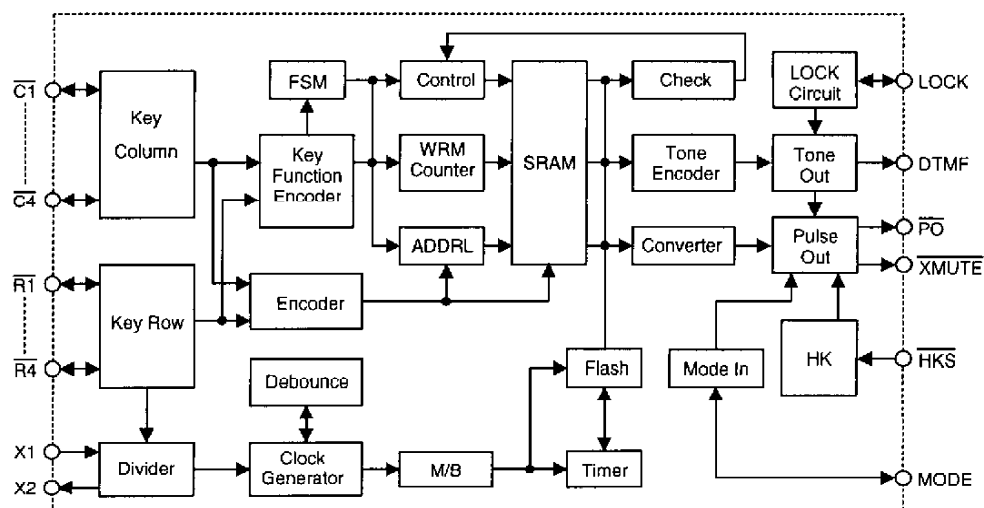 C1
C4
R1
R4
X1
X2
Key
Column
Key Row
Divider
FSM
Key
Function
Encoder
Encoder
Debounce
Clock
Generator
Control
WRM
Counter
ADDRL
M/B
SRAM
Flash
Timer
Check
Tone
Encoder
Converter
Mode In
LOCK
Circuit
Tone
Out
Pulse
Out
HK
LOCK
DTMF
PO
XMUTE
HKS
MODE